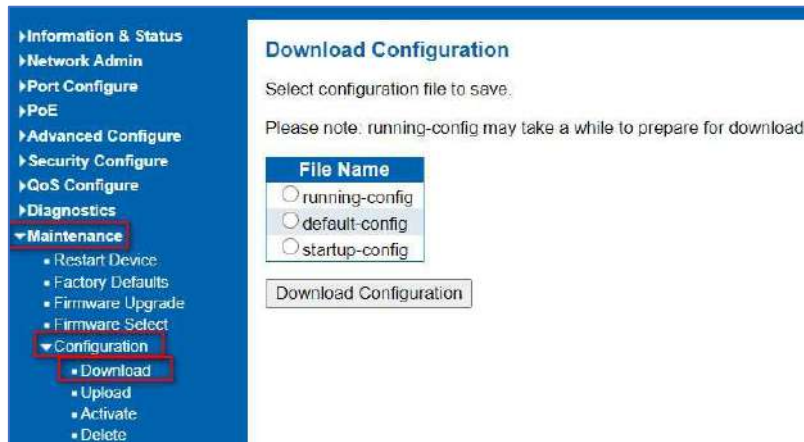 Information & Status
Network Admin
Port Configure
PoE
Advanced Configure
Security Configure
QoS Configure
Diagnostics
Maintenance
Restart Device
Factory Defaults
Firmware Upgrade
Firmware Select
Configuration
Download
Upload
Activate
Delete
Download Configuration
Select configuration file to save.
Please note: running-config may take a while to prepare for download
File Name
running-config
default-config
startup-config
Download Configuration